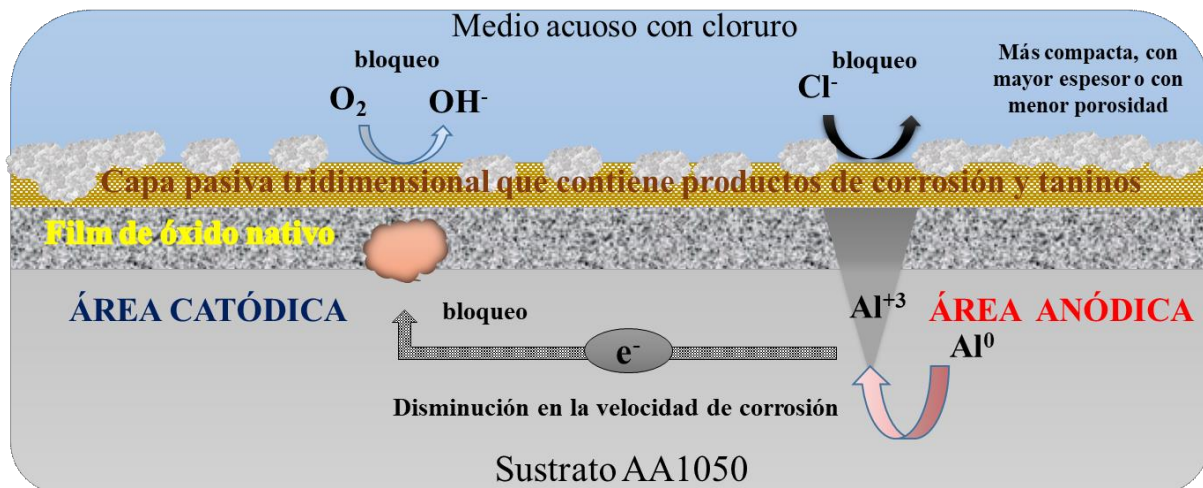 Medio acuoso con cloruro
bloqueo
O₂ OH⁻
bloqueo
Cl⁻
Más compacta, con
mayor espesor o con
menor porosidad
Capa pasiva tridimensional que contiene productos de corrosión y taninos
Film de óxido nativo
ÁREA CATÓDICA
bloqueo
e⁻
Al⁺³
ÁREA ANÓDICA
Al⁰
Disminución en la velocidad de corrosión
Sustrato AA1050